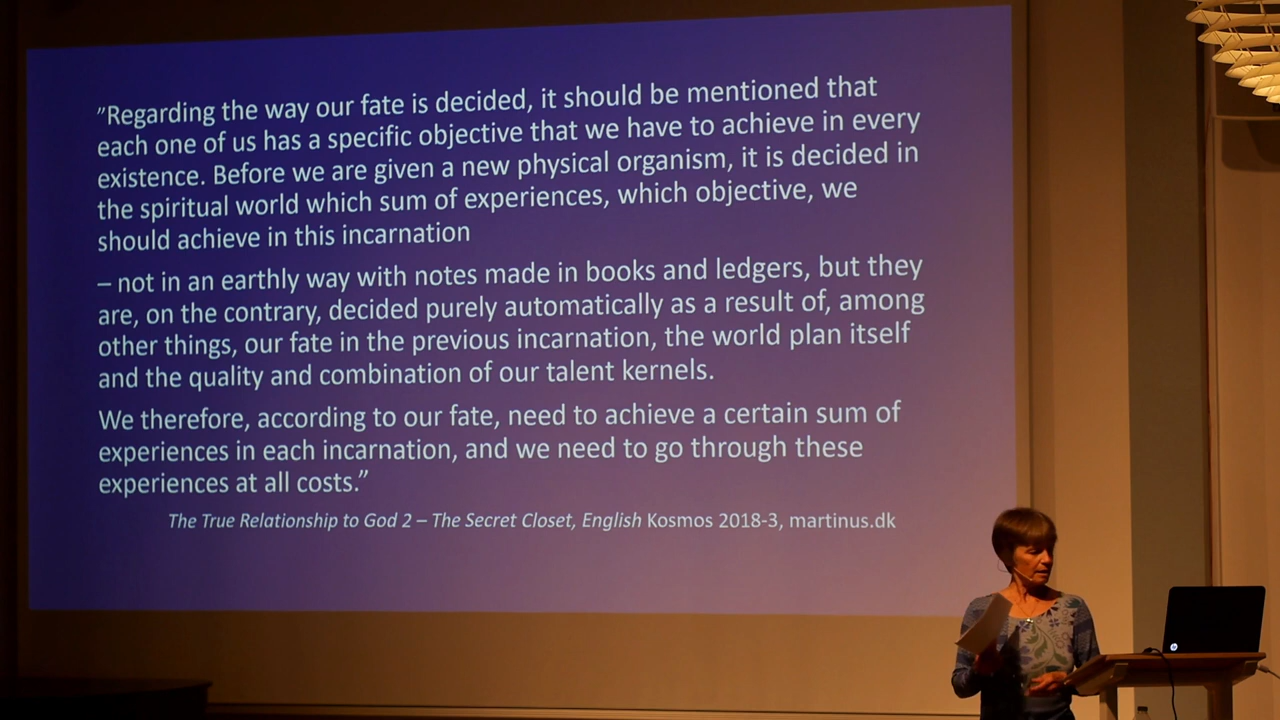 ”Regarding the way our fate is decided, it should be mentioned that
each one of us has a specific objective that we have to achieve in every
existence. Before we are given a new physical organism, it is decided in
the spiritual world which sum of experiences, which objective, we
should achieve in this incarnation
– not in an earthly way with notes made in books and ledgers, but they
are, on the contrary, decided purely automatically as a result of, among
other things, our fate in the previous incarnation, the world plan itself
and the quality and combination of our talent kernels.
We therefore, according to our fate, need to achieve a certain sum of
experiences in each incarnation, and we need to go through these
experiences at all costs.”
The True Relationship to God 2 – The Secret Closet, English Kosmos 2018-3, martinus.dk
hp